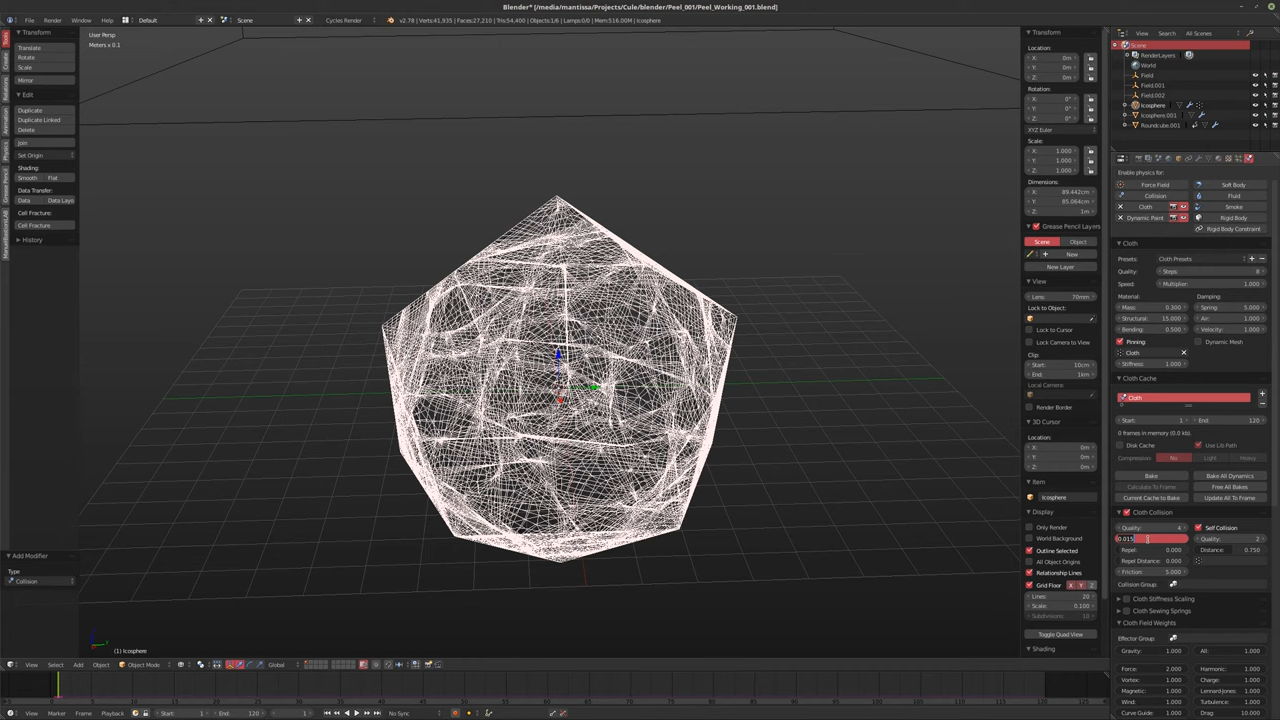 Blender* [/media/mantissa/Projects/Cule/blender/Peel_001/Peel_Working_001.blend]
File Render Window Help Default Scene Cycles Render v2.78 | Verts:41,935 | Faces:27,210 | Tris:54,400 | Objects:1/6 | Lamps:0/0 | Mem:516.00M | Icosphere
Transform
Translate
Rotate
Scale
Mirror
Edit
Duplicate
Duplicate Linked
Delete
Join
Set Origin
Shading:
Smooth Flat
Data Transfer:
Data Data Layo
Cell Fracture:
Cell Fracture
History
Add Modifier
Type
Collision
Tools
Create
Relations
Animation
Physics
Grease Pencil
User Persp
Meters x 0.1
(1) Icosphere
Transform
Location:
X: 0m
Y: 0m
Z: 0m
Rotation:
X: 0°
Y: 0°
Z: 0°
XYZ Euler
Scale:
X: 1.000
Y: 1.000
Z: 1.000
Dimensions:
X: 89.442cm
Y: 85.064cm
Z: 1m
Grease Pencil Layers
Scene Object
New
New Layer
View
Lens: 70mm
Lock to Object:
Lock to Cursor
Lock Camera to View
Clip:
Start: 10cm
End: 1km
Local Camera:
Render Border
3D Cursor
Location:
X: 0m
Y: 0m
Z: 0m
Item
Icosphere
Display
Only Render
World Background
Outline Selected
All Object Origins
Relationship Lines
Grid Floor X Y Z
Lines: 20
Scale: 0.100
Subdivisions: 10
Toggle Quad View
Shading
View Search All Scenes
Scene
RenderLayers
World
Field
Field.001
Field.002
Icosphere
Icosphere.001
Roundcube.001
Enable physics for:
Force Field Soft Body
Collision Fluid
Cloth Smoke
Dynamic Paint Rigid Body
Rigid Body Constraint
Cloth
Presets: Cloth Presets
Quality: Steps: 8
Speed: Multiplier: 1.000
Material: Damping:
Mass: 0.300 Spring: 5.000
Structural: 15.000 Air: 1.000
Bending: 0.500 Velocity: 1.000
Pinning Dynamic Mesh
Cloth
Stiffness: 1.000
Cloth Cache
Cloth
Start: 1 End: 120
0 frames in memory (0.0 kb).
Disk Cache Use Lib Path
Compression: No Light Heavy
Bake Bake All Dynamics
Calculate To Frame Free All Bakes
Current Cache to Bake Update All To Frame
Cloth Collision
Quality: 4 Self Collision
0.015 Quality: 2
Repel: 0.000 Distance: 0.750
Repel Distance: 0.000
Friction: 5.000
Collision Group:
Cloth Stiffness Scaling
Cloth Sewing Springs
Cloth Field Weights
Effector Group:
Gravity: 1.000 All: 1.000
Force: 2.000 Harmonic: 1.000
Vortex: 1.000 Charge: 1.000
Magnetic: 1.000 Lennard-Jones: 1.000
Wind: 1.000 Turbulence: 1.000
Curve Guide: 1.000 Drag: 10.000
View Select Add Object Object Mode Global
View Marker Frame Playback Start: 1 End: 120 1 No Sync